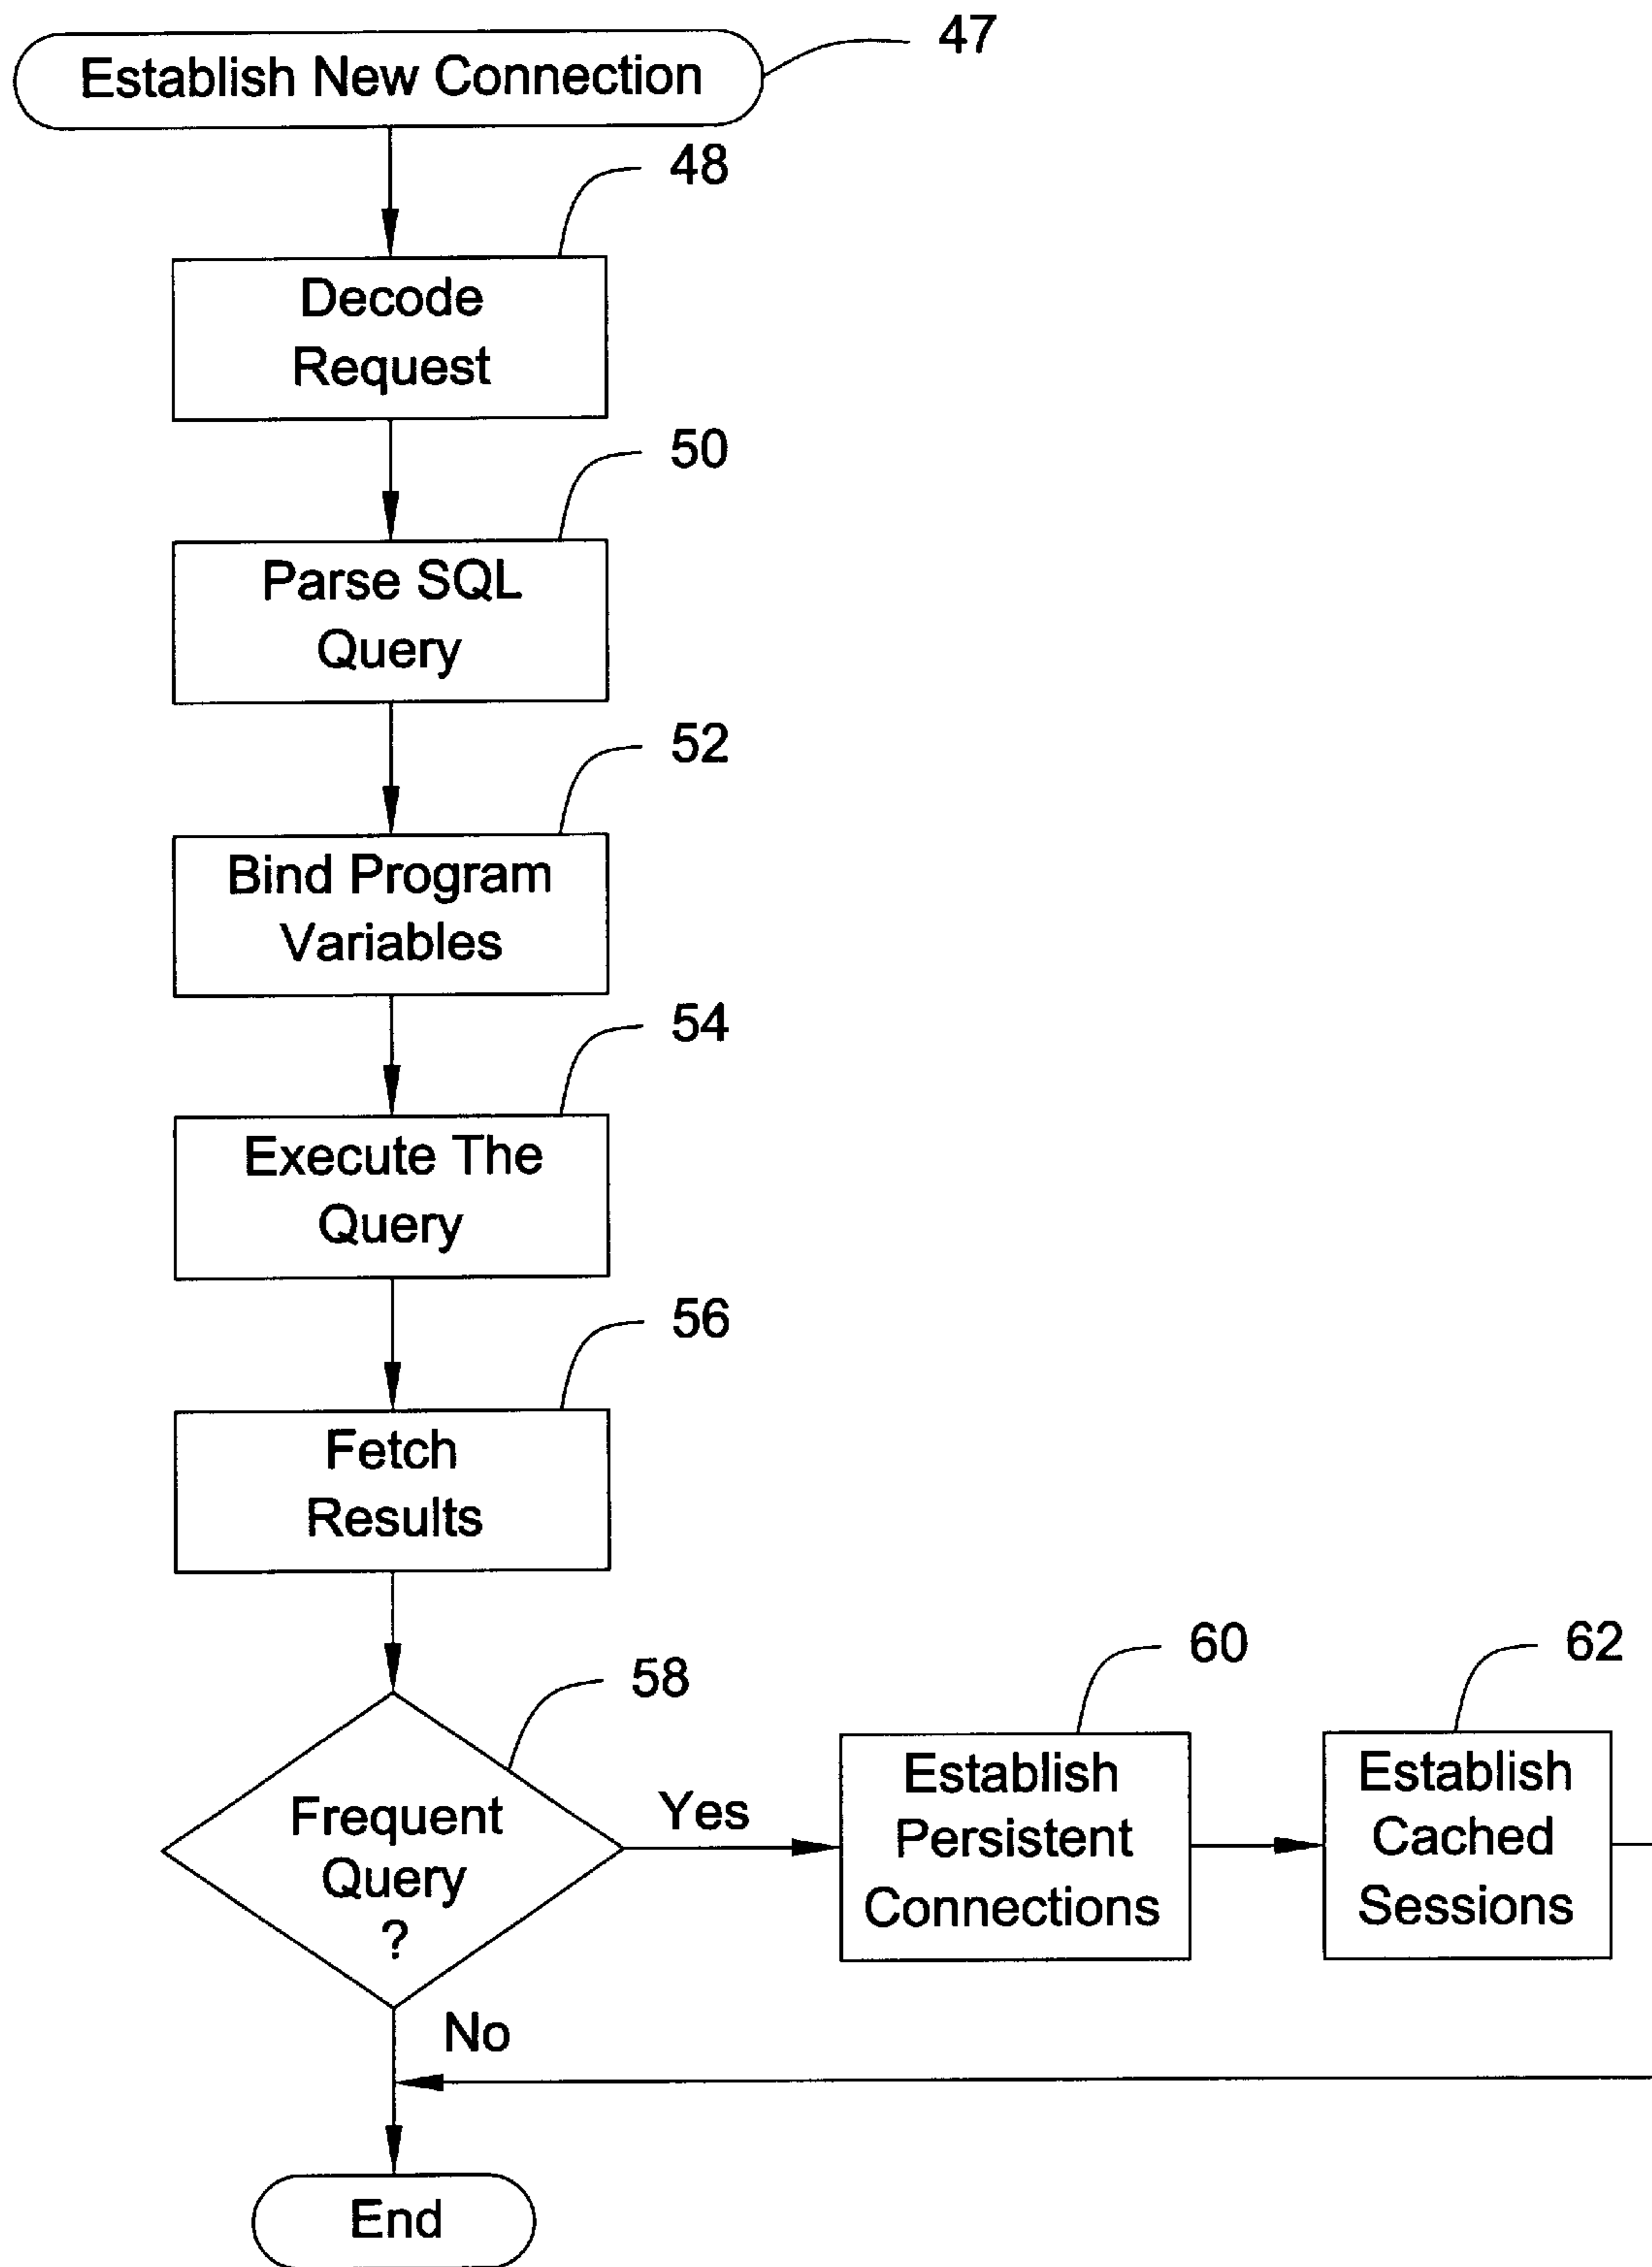 Establish New Connection
47
48
Decode
Request
50
Parse SQL
Query
52
Bind Program
Variables
54
Execute The
Query
56
Fetch
Results
58
Frequent
Query
?
Yes
60
Establish
Persistent
Connections
62
Establish
Cached
Sessions
No
End